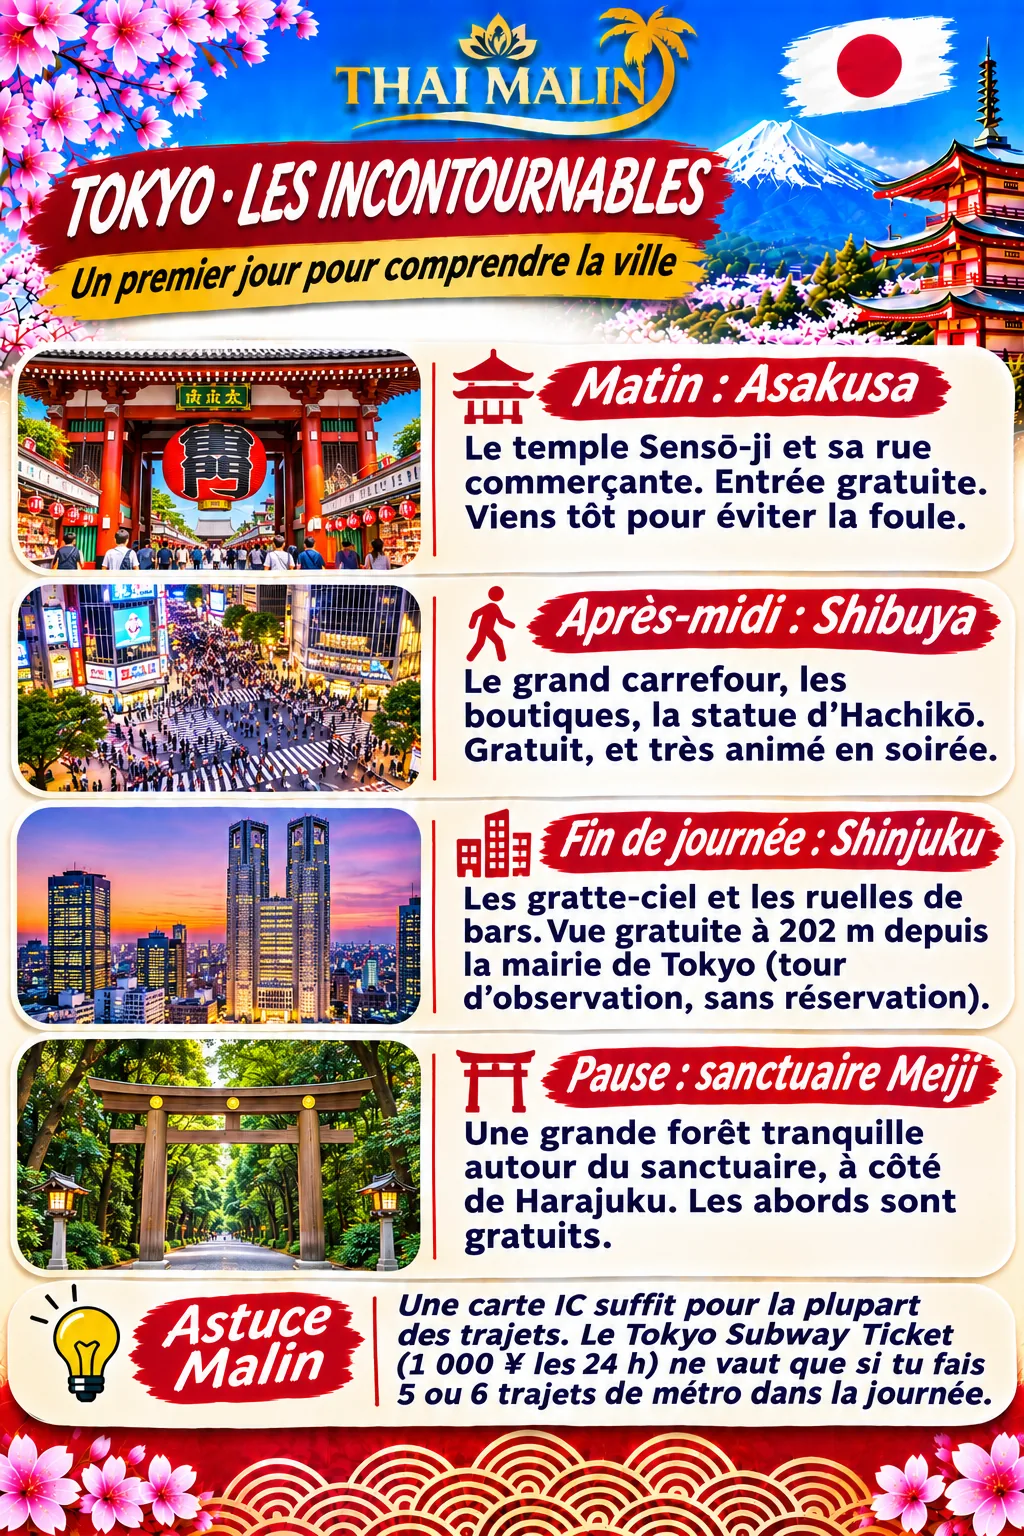 THAI MALIN
TOKYO · LES INCONTOURNABLES
Un premier jour pour comprendre la ville
Matin : Asakusa
Le temple Sensō-ji et sa rue
commerçante. Entrée gratuite.
Viens tôt pour éviter la foule.
Après-midi : Shibuya
Le grand carrefour, les
boutiques, la statue d’Hachikō.
Gratuit, et très animé en soirée.
Fin de journée : Shinjuku
Les gratte-ciel et les ruelles de
bars. Vue gratuite à 202 m depuis
la mairie de Tokyo (tour
d’observation, sans réservation).
Pause : sanctuaire Meiji
Une grande forêt tranquille
autour du sanctuaire, à côté
de Harajuku. Les abords sont
gratuits.
Astuce
Malin
Une carte IC suffit pour la plupart
des trajets. Le Tokyo Subway Ticket
(1 000 ¥ les 24 h) ne vaut que si tu fais
5 ou 6 trajets de métro dans la journée.